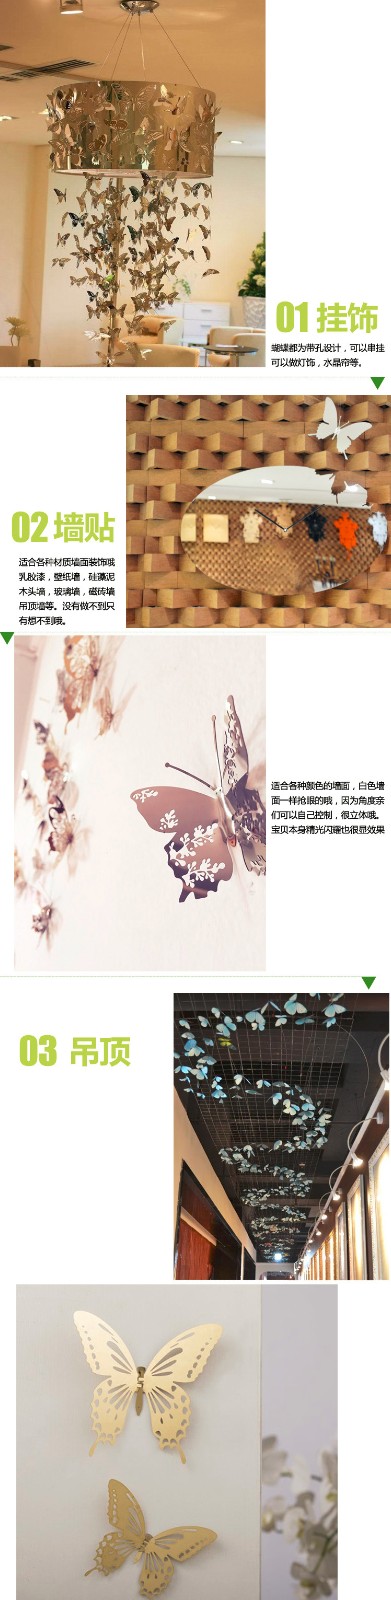 01 挂饰
蝴蝶都为带孔设计，可以串挂
可以做灯饰，水晶帘等。
02 墙贴
适合各种材质墙面装饰哦
乳胶漆，壁纸墙，硅藻泥
木头墙，玻璃墙，磁砖墙
吊顶墙等。没有做不到只
有想不到哦。
适合各种颜色的墙面，白色墙
面一样抢眼的哦，因为角度亲
们可以自己控制，很立体哦。
宝贝本身精光闪耀也很显效果
03 吊顶